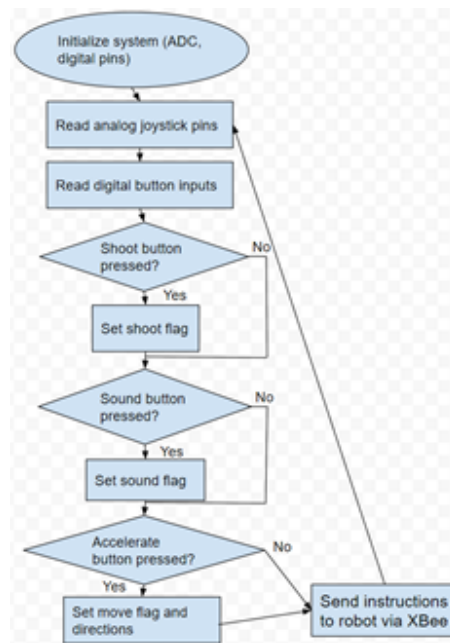 Initialize system (ADC,
digital pins)
Read analog joystick pins
Read digital button inputs
Shoot button
pressed?
No
Yes
Set shoot flag
Sound button
pressed?
No
Yes
Set sound flag
Accelerate
button pressed?
No
Yes
Set move flag and
directions
Send instructions
to robot via XBee